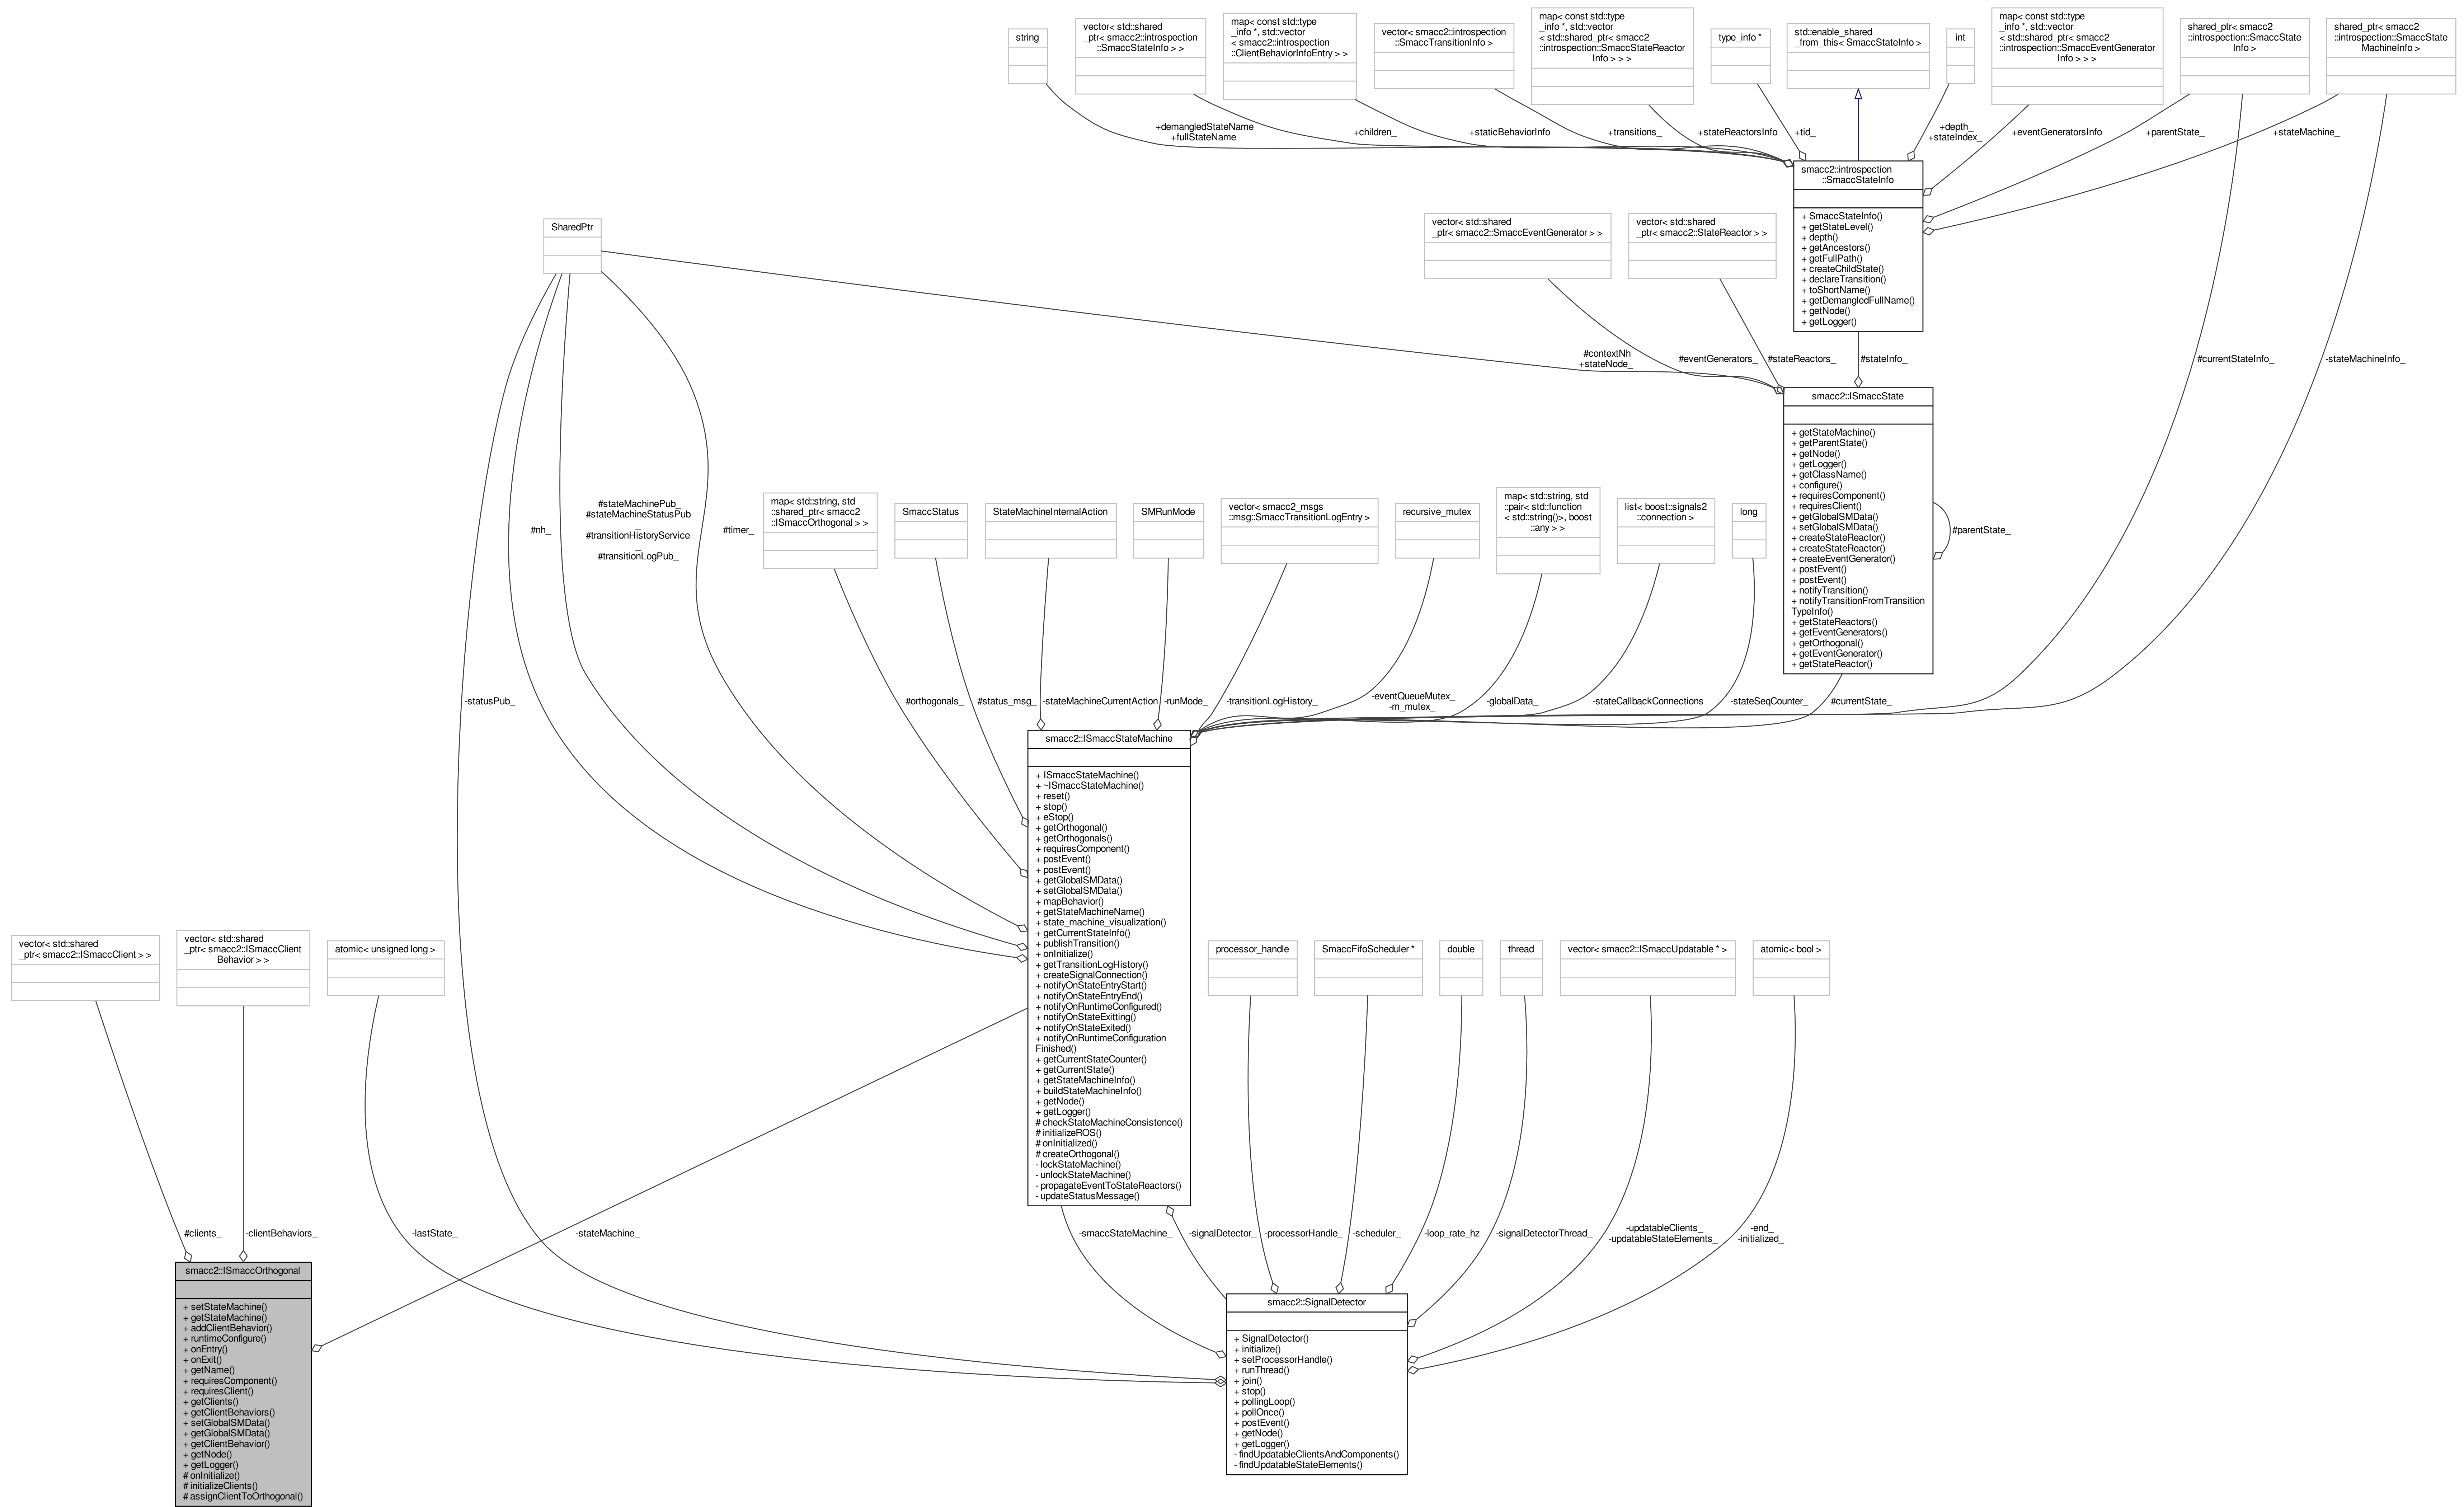 string
vector< std::shared
_ptr< smacc2::introspection
::SmaccStateInfo > >
map< const std::type
_info *, std::vector
< smacc2::introspection
::ClientBehaviorInfoEntry > >
vector< smacc2::introspection
::SmaccTransitionInfo >
map< const std::type
_info *, std::vector
< std::shared_ptr< smacc2
::introspection::SmaccStateReactor
Info > > >
type_info *
std::enable_shared
_from_this< SmaccStateInfo >
int
map< const std::type
_info *, std::vector
< std::shared_ptr< smacc2
::introspection::SmaccEventGenerator
Info > > >
shared_ptr< smacc2
::introspection::SmaccState
Info >
shared_ptr< smacc2
::introspection::SmaccState
MachineInfo >
+demangledStateName
+fullStateName
+children_
+staticBehaviorInfo
+transitions_
+stateReactorsInfo
+tid_
+depth_
+stateIndex_
+eventGeneratorsInfo
+parentState_
+stateMachine_
smacc2::introspection
::SmaccStateInfo
+ SmaccStateInfo()
+ getStateLevel()
+ depth()
+ getAncestors()
+ getFullPath()
+ createChildState()
+ declareTransition()
+ toShortName()
+ getDemangledFullName()
+ getNode()
+ getLogger()
SharedPtr
vector< std::shared
_ptr< smacc2::SmaccEventGenerator > >
vector< std::shared
_ptr< smacc2::StateReactor > >
#contextNh
+stateNode_
#eventGenerators_
#stateReactors_
#stateInfo_
#currentStateInfo_
-stateMachineInfo_
smacc2::ISmaccState
+ getStateMachine()
+ getParentState()
+ getNode()
+ getLogger()
+ getClassName()
+ configure()
+ requiresComponent()
+ requiresClient()
+ getGlobalSMData()
+ setGlobalSMData()
+ createStateReactor()
+ createStateReactor()
+ createEventGenerator()
+ postEvent()
+ postEvent()
+ notifyTransition()
+ notifyTransitionFromTransition
TypeInfo()
+ getStateReactors()
+ getEventGenerators()
+ getOrthogonal()
+ getEventGenerator()
+ getStateReactor()
#parentState_
#nh_
#stateMachinePub_
#stateMachineStatusPub
_
#transitionHistoryService
_
#transitionLogPub_
#timer_
map< std::string, std
::shared_ptr< smacc2
::ISmaccOrthogonal > >
SmaccStatus
StateMachineInternalAction
SMRunMode
vector< smacc2_msgs
::msg::SmaccTransitionLogEntry >
recursive_mutex
map< std::string, std
::pair< std::function
< std::string()>, boost
::any > >
list< boost::signals2
::connection >
long
-statusPub_
#orthogonals_
#status_msg_
-stateMachineCurrentAction
-runMode_
-transitionLogHistory_
-eventQueueMutex_
-m_mutex_
-globalData_
-stateCallbackConnections
-stateSeqCounter_
#currentState_
smacc2::ISmaccStateMachine
+ ISmaccStateMachine()
+ ~ISmaccStateMachine()
+ reset()
+ stop()
+ eStop()
+ getOrthogonal()
+ getOrthogonals()
+ requiresComponent()
+ postEvent()
+ postEvent()
+ getGlobalSMData()
+ setGlobalSMData()
+ mapBehavior()
+ getStateMachineName()
+ state_machine_visualization()
+ getCurrentStateInfo()
+ publishTransition()
+ onInitialize()
+ getTransitionLogHistory()
+ createSignalConnection()
+ notifyOnStateEntryStart()
+ notifyOnStateEntryEnd()
+ notifyOnRuntimeConfigured()
+ notifyOnStateExitting()
+ notifyOnStateExited()
+ notifyOnRuntimeConfiguration
Finished()
+ getCurrentStateCounter()
+ getCurrentState()
+ getStateMachineInfo()
+ buildStateMachineInfo()
+ getNode()
+ getLogger()
# checkStateMachineConsistence()
# initializeROS()
# onInitialized()
# createOrthogonal()
- lockStateMachine()
- unlockStateMachine()
- propagateEventToStateReactors()
- updateStatusMessage()
vector< std::shared
_ptr< smacc2::ISmaccClient > >
vector< std::shared
_ptr< smacc2::ISmaccClient
Behavior > >
atomic< unsigned long >
processor_handle
SmaccFifoScheduler *
double
thread
vector< smacc2::ISmaccUpdatable * >
atomic< bool >
#clients_
-clientBehaviors_
-lastState_
-stateMachine_
-smaccStateMachine_
-signalDetector_
-processorHandle_
-scheduler_
-loop_rate_hz
-signalDetectorThread_
-updatableClients_
-updatableStateElements_
-end_
-initialized_
smacc2::ISmaccOrthogonal
+ setStateMachine()
+ getStateMachine()
+ addClientBehavior()
+ runtimeConfigure()
+ onEntry()
+ onExit()
+ getName()
+ requiresComponent()
+ requiresClient()
+ getClients()
+ getClientBehaviors()
+ setGlobalSMData()
+ getGlobalSMData()
+ getClientBehavior()
+ getNode()
+ getLogger()
# onInitialize()
# initializeClients()
# assignClientToOrthogonal()
smacc2::SignalDetector
+ SignalDetector()
+ initialize()
+ setProcessorHandle()
+ runThread()
+ join()
+ stop()
+ pollingLoop()
+ pollOnce()
+ postEvent()
+ getNode()
+ getLogger()
- findUpdatableClientsAndComponents()
- findUpdatableStateElements()